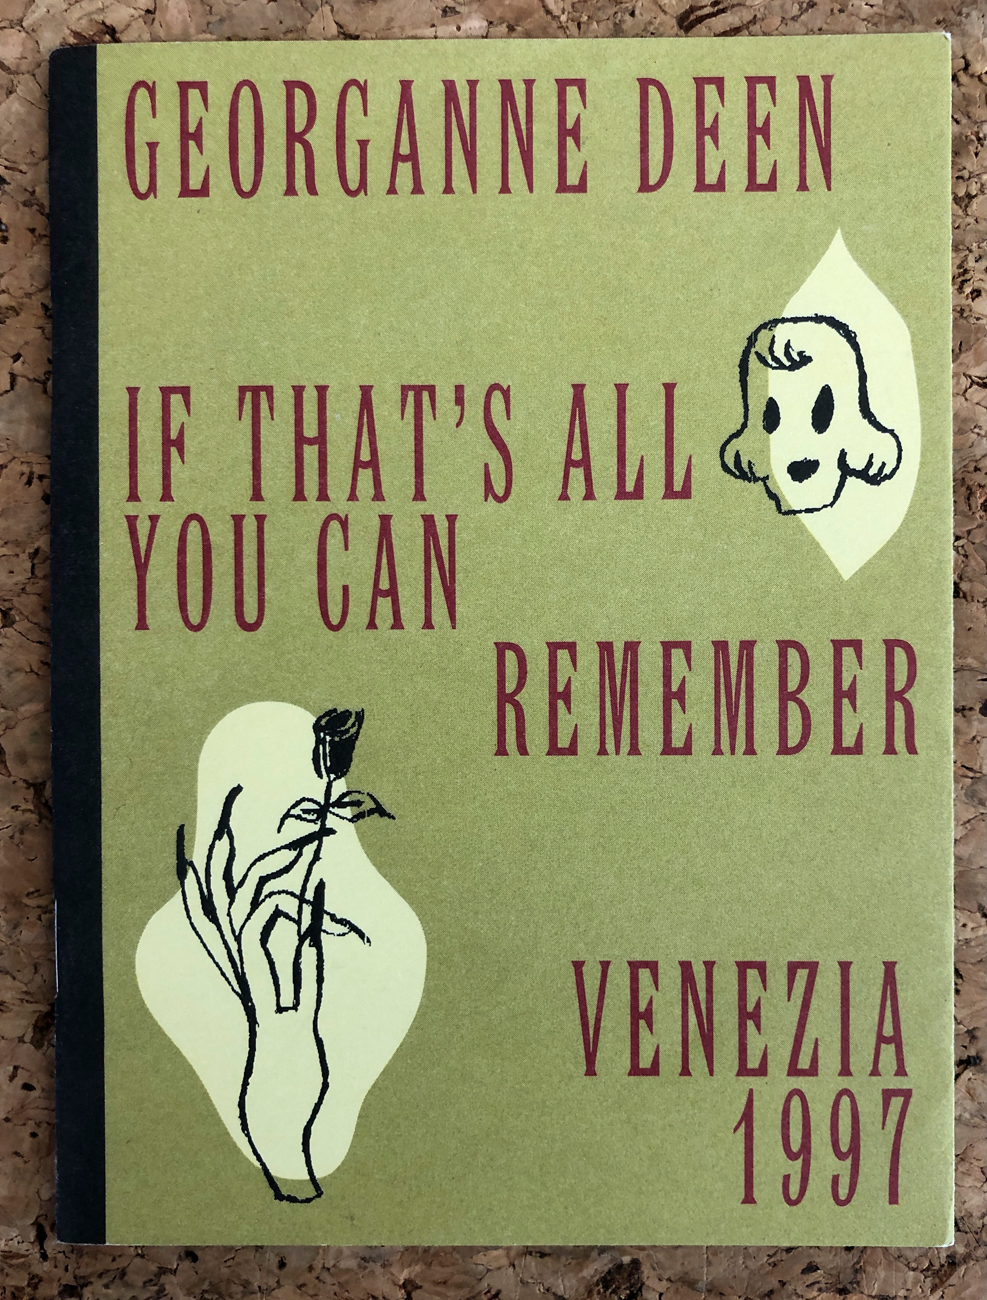 GEORGANNE DEEN
IF THAT'S ALL
YOU CAN
REMEMBER
VENEZIA
1997